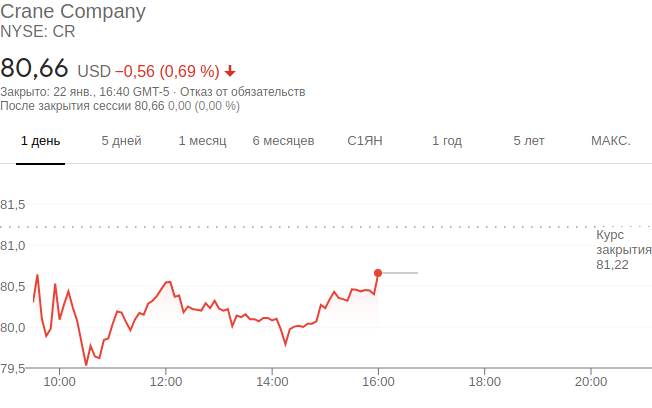 Crane Company
NYSE: CR
80,66 USD −0,56 (0,69 %)
Закрыто: 22 янв., 16:40 GMT-5 · Отказ от обязательств
После закрытия сессии 80,66 0,00 (0,00 %)
1 день 5 дней 1 месяц 6 месяцев С1ЯН 1 год 5 лет МАКС.
81,5
Курс
закрытия
81,22
81,0
80,5
80,0
79,5
10:00 12:00 14:00 16:00 18:00 20:00